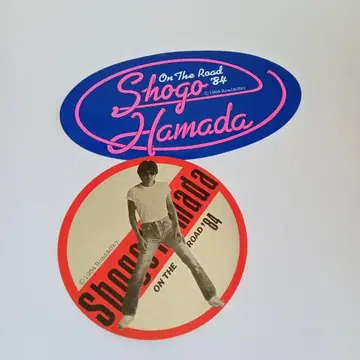 On The Road '84
Shogo
© 1984 Road&Sky
Hamada
Shogo Hamada
ON THE ROAD '84
© 1984 Road&Sky